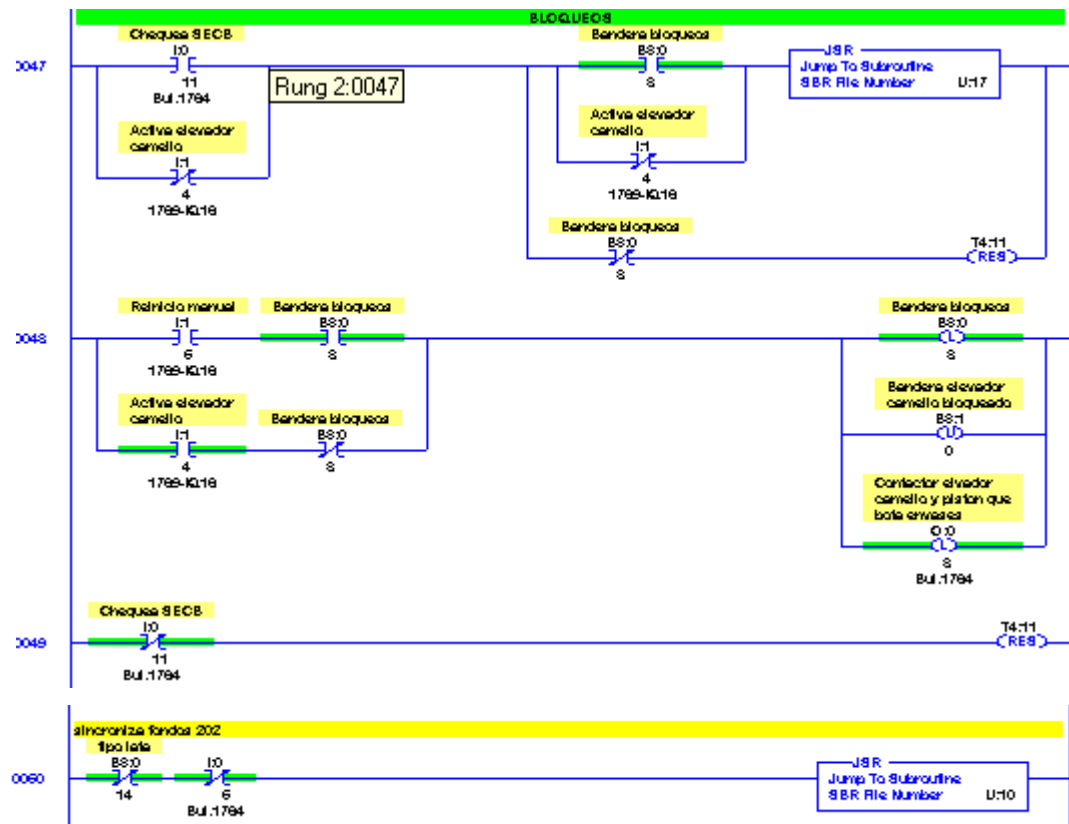 BLOQUEOS
Chequea SECB
I:0
11
Bul.1764
Activa elevador
camello
I:1
4
1769-IQ16
Rung 2:0047
0047
Bandera bloqueos
B3:0
8
Activa elevador
camello
I:1
4
1769-IQ16
JSR
Jump To Subroutine
SBR File Number U:17
Bandera bloqueos
B3:0
8
T4:11
RES
0048
Reinicio manual
I:1
6
1769-IQ16
Bandera bloqueos
B3:0
8
Activa elevador
camello
I:1
4
1769-IQ16
Bandera bloqueos
B3:0
8
Bandera bloqueos
B3:0
L
8
Bandera elevador
camello bloqueado
B3:1
U
0
Contactor elvador
camello y piston que
bota envases
O:0
L
8
Bul.1764
0049
Chequea SECB
I:0
11
Bul.1764
T4:11
RES
sincroniza fondos 202
0060
tipo lata
B3:0
14
I:0
6
Bul.1764
JSR
Jump To Subroutine
SBR File Number U:10